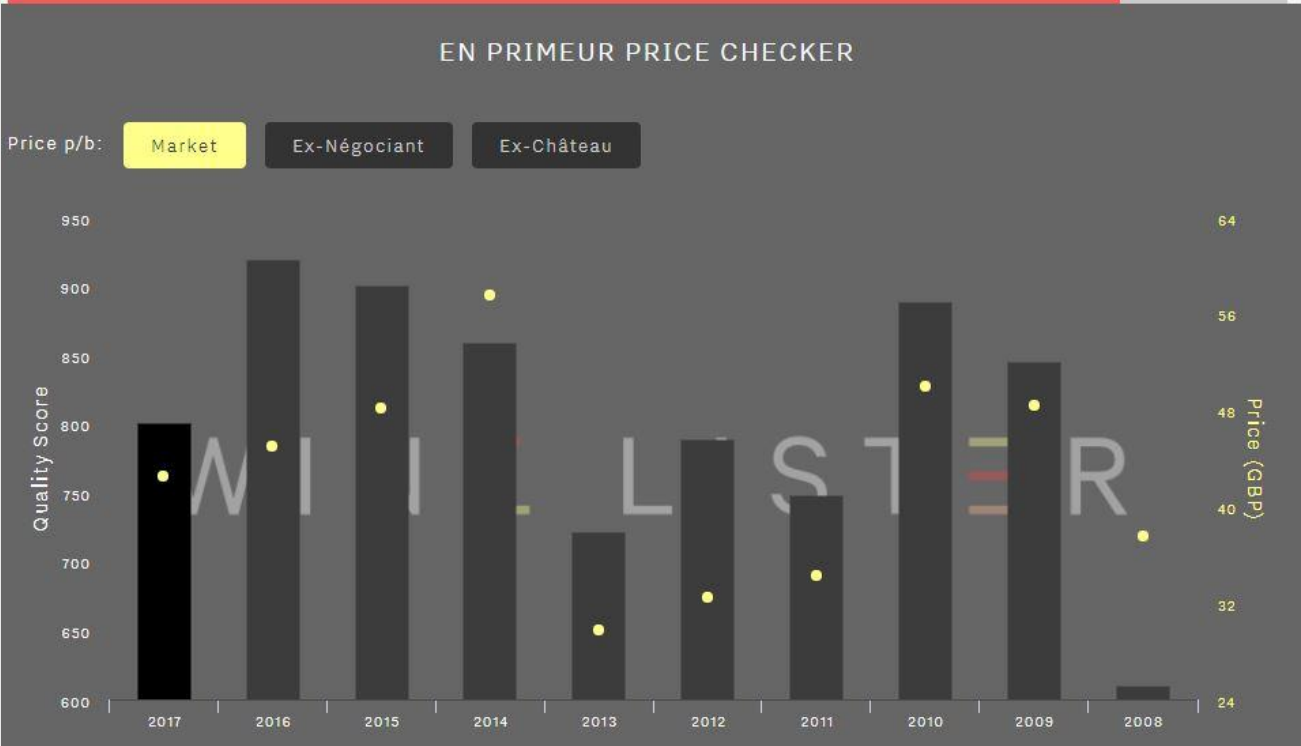 EN PRIMEUR PRICE CHECKER
Price p/b: Market Ex-Négociant Ex-Château
950 64
900
56
850
48
800
750
40
700
32
650
600 24
Quality Score
Price (GBP)
WINE LISTER
2017 2016 2015 2014 2013 2012 2011 2010 2009 2008